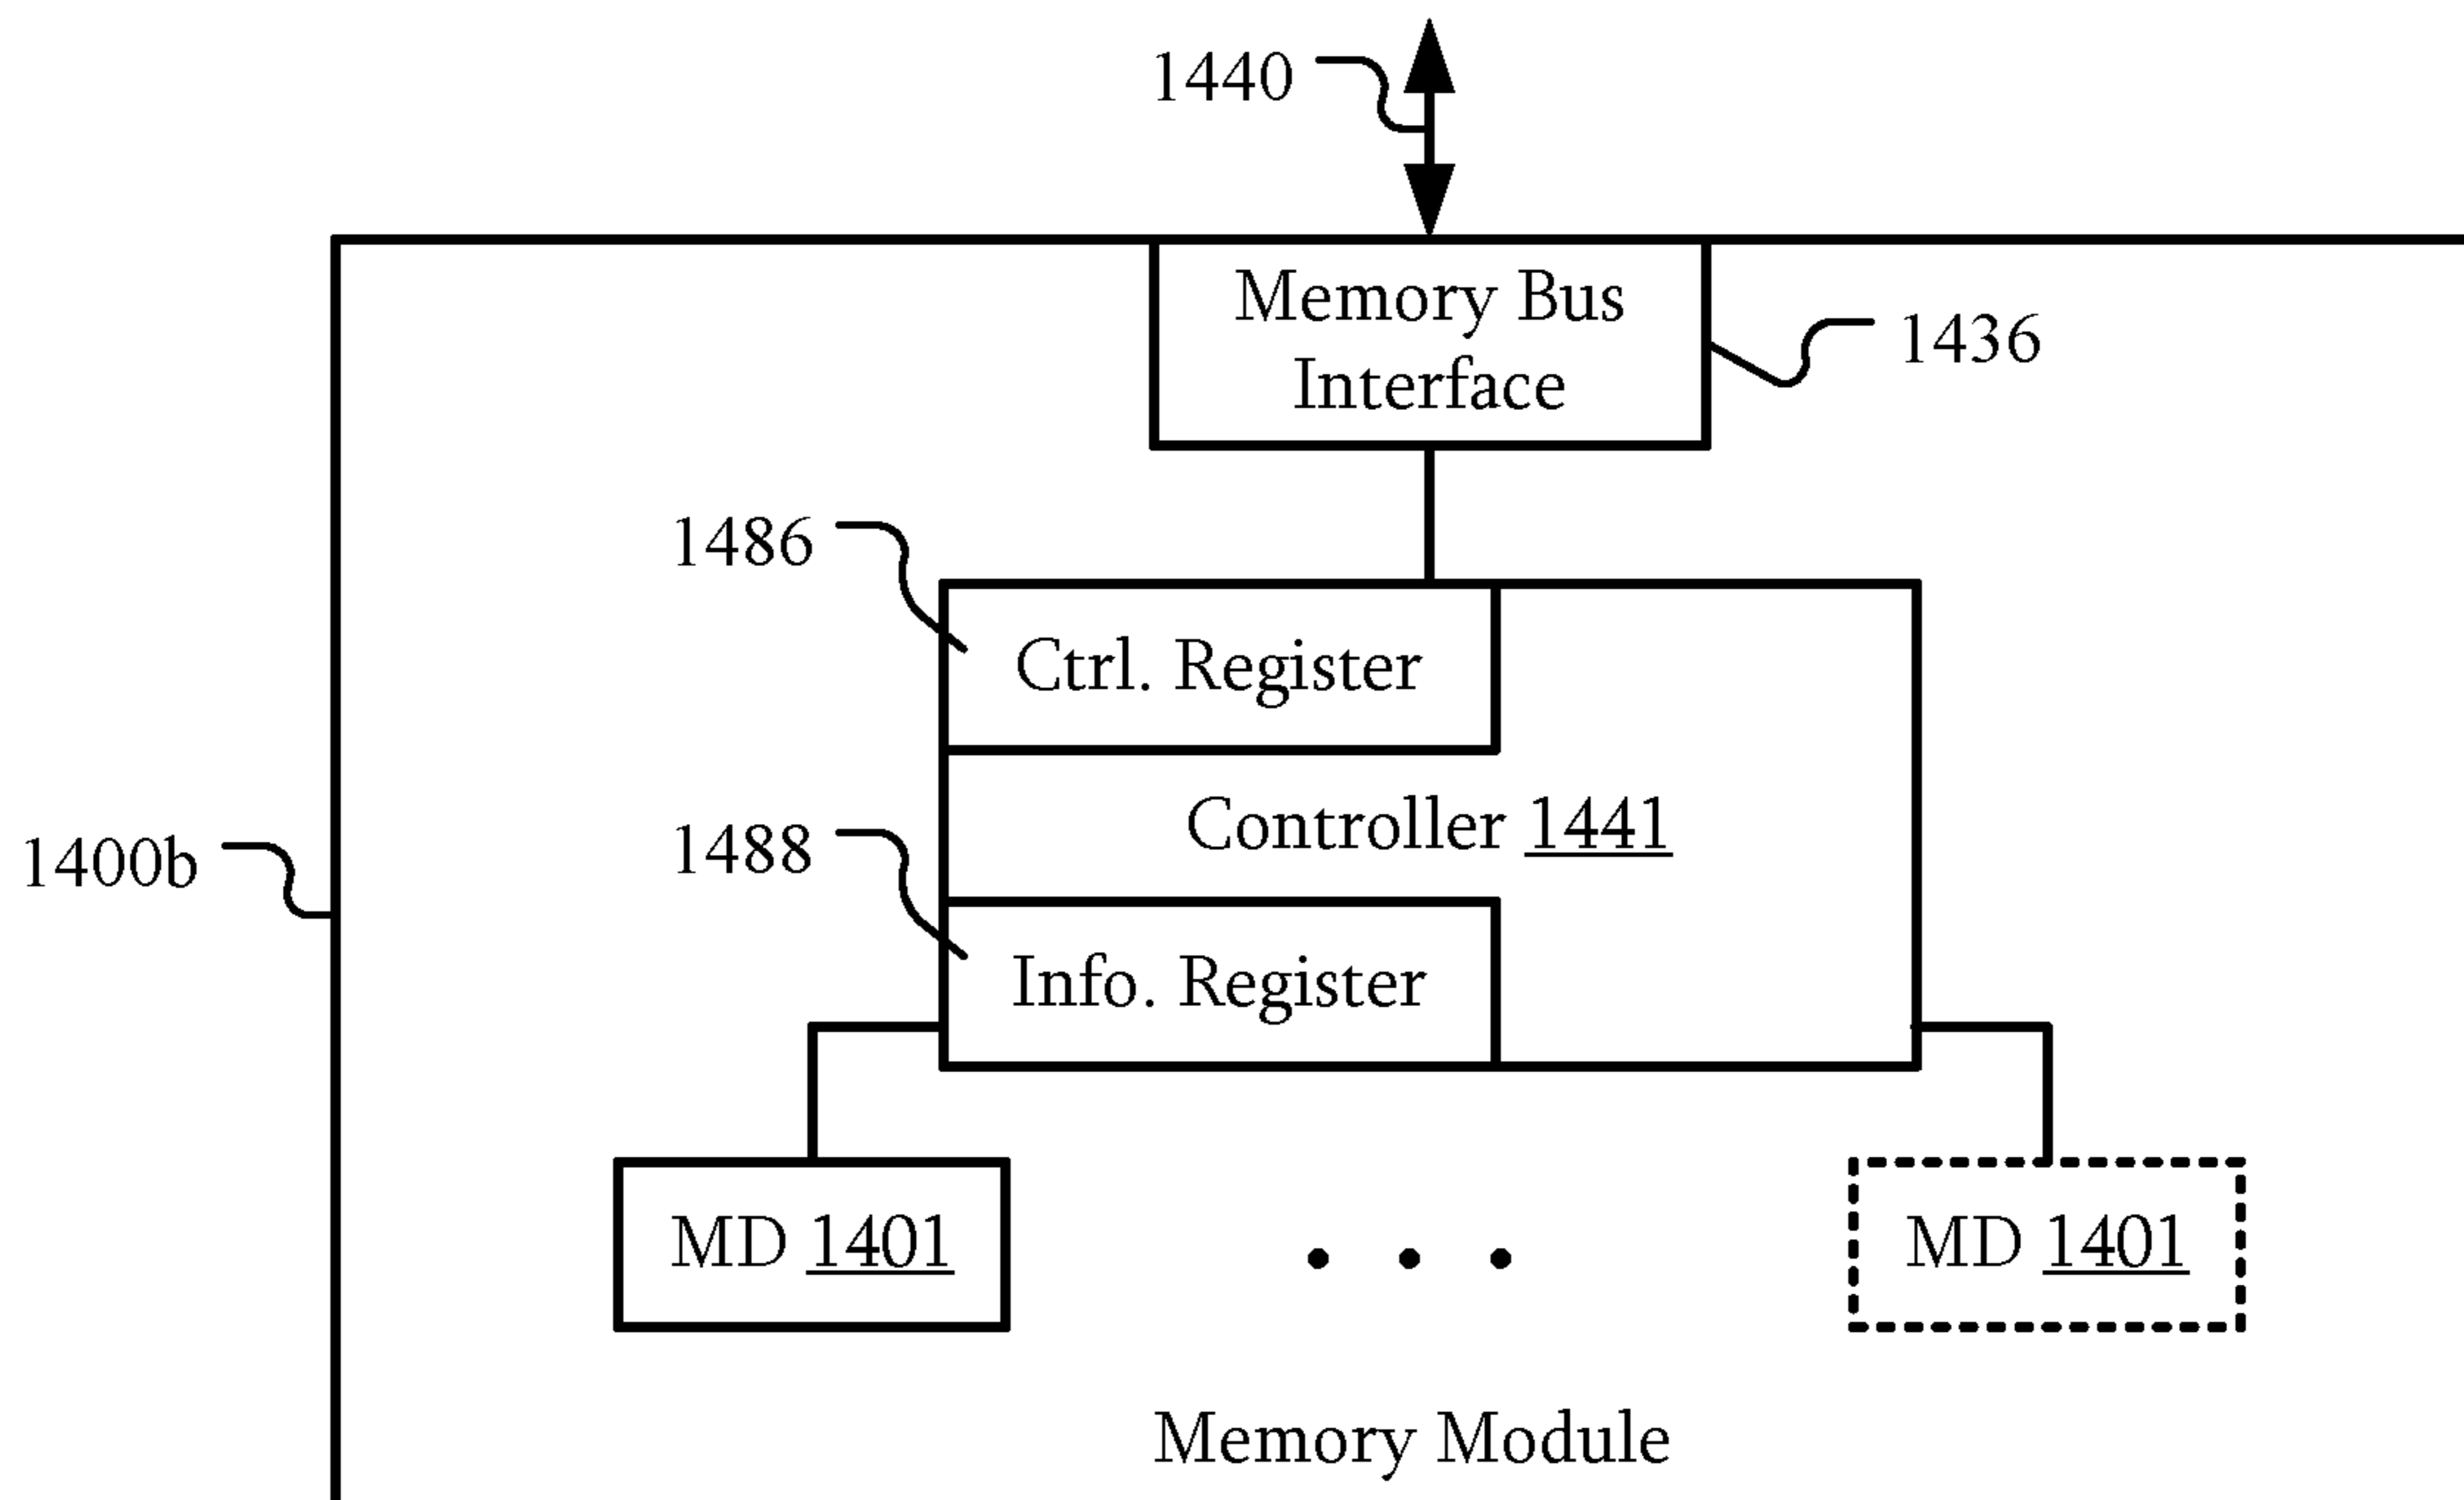 1440
Memory Bus
Interface
1436
1486
Ctrl. Register
Controller 1441
1400b
1488
Info. Register
MD 1401
MD 1401
Memory Module